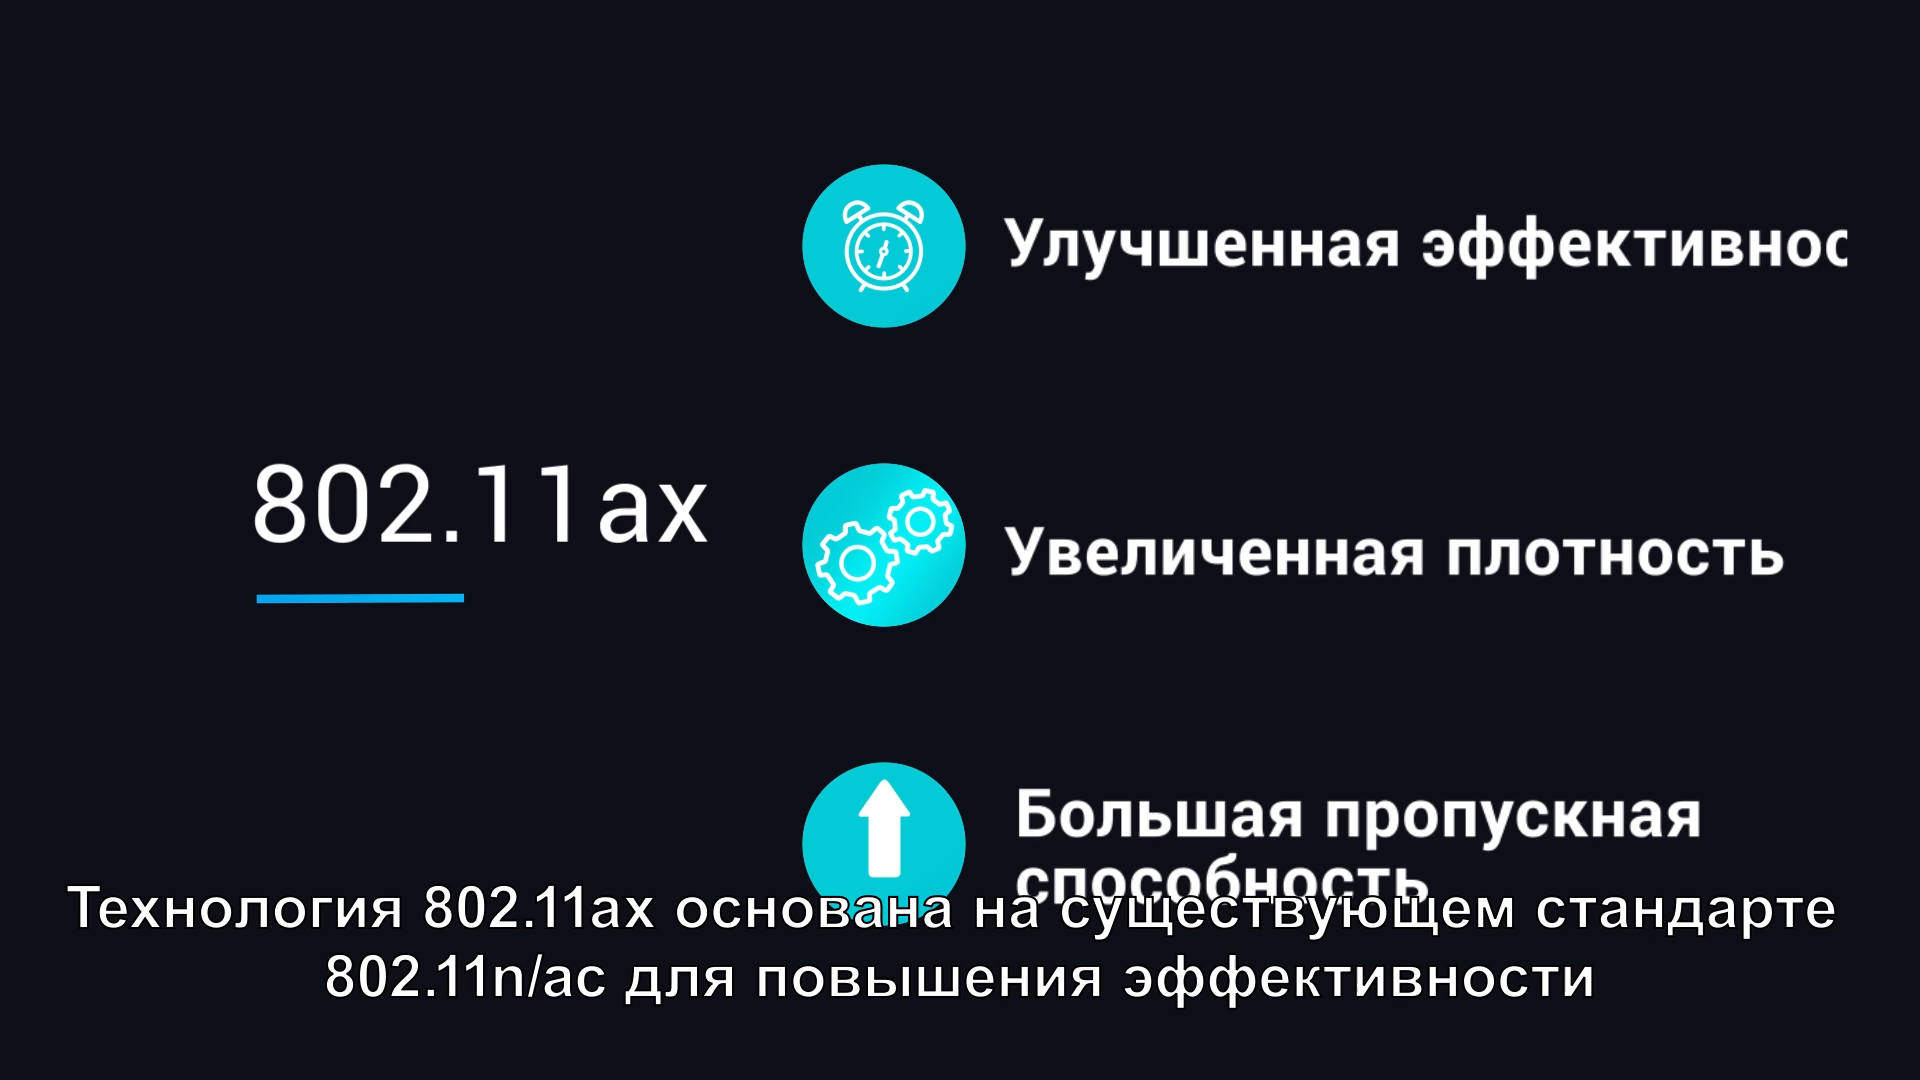 Улучшенная эффективнос
802.11ax
Увеличенная плотность
Большая пропускная
способность
Технология 802.11ax основана на существующем стандарте
802.11n/ac для повышения эффективности